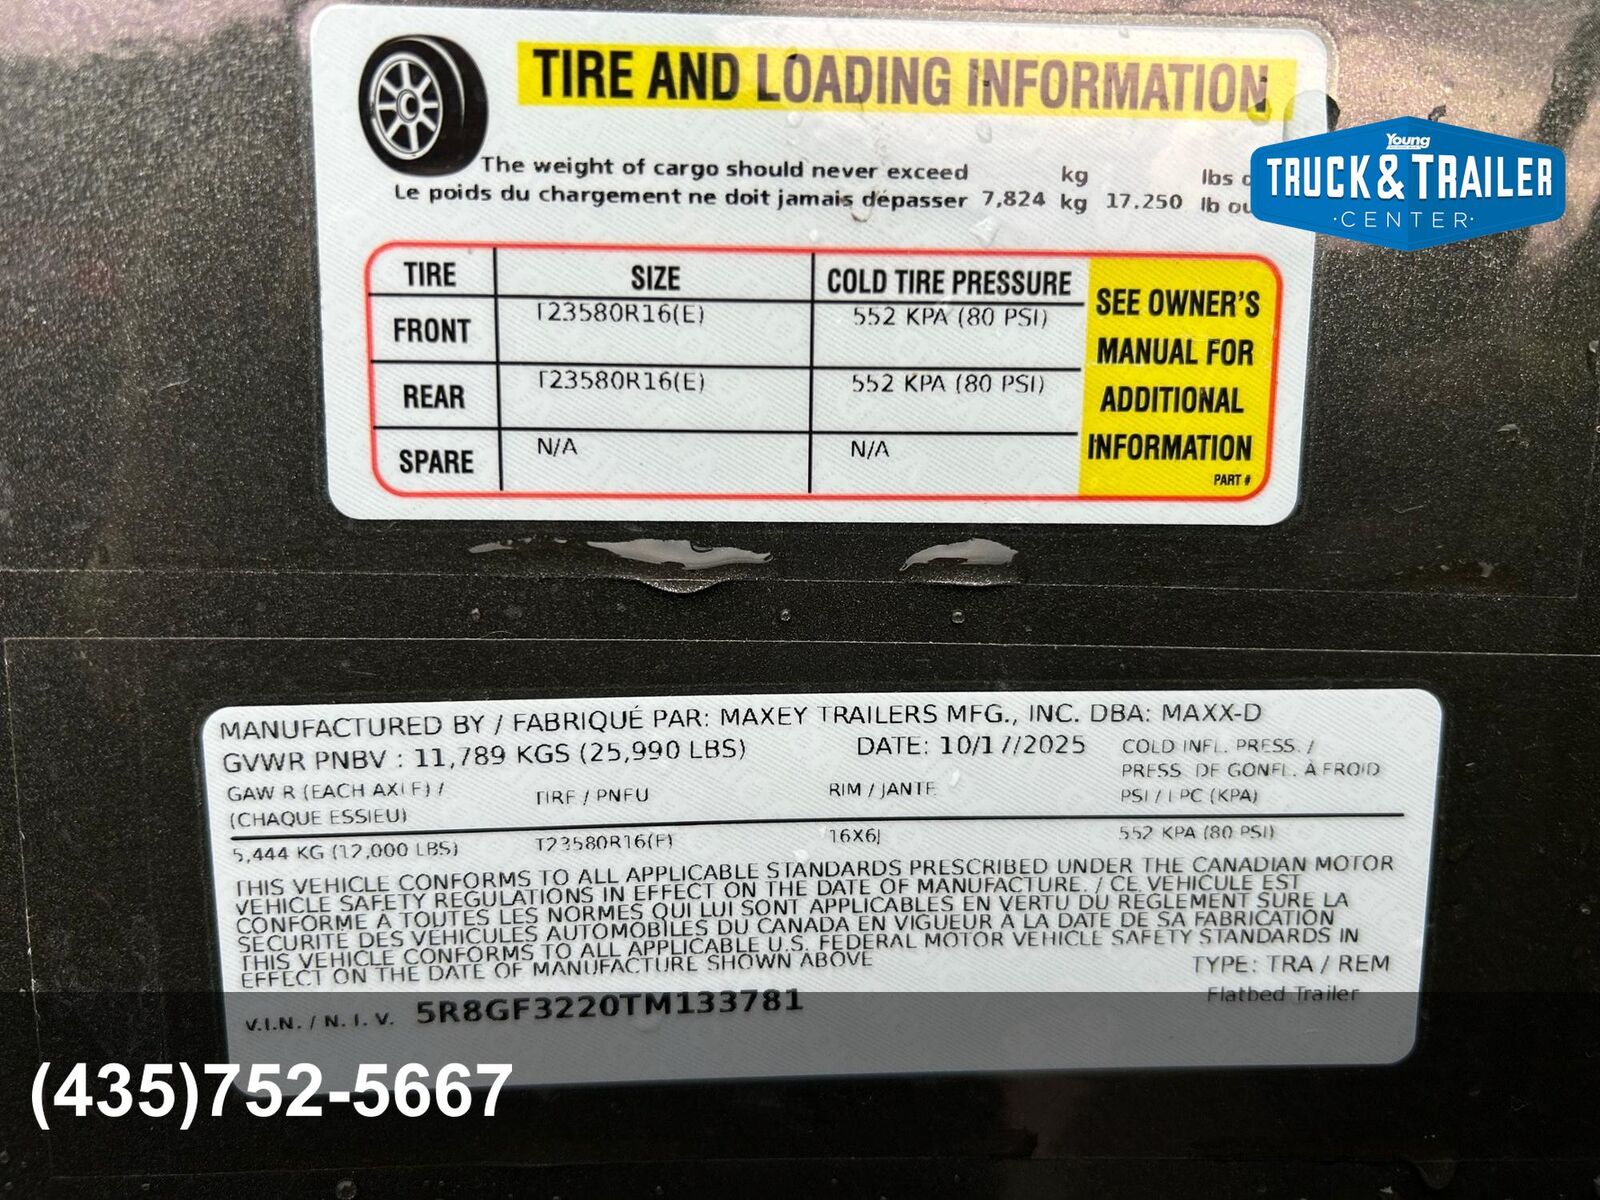 TIRE AND LOADING INFORMATION
The weight of cargo should never exceed kg lbs
Le poids du chargement ne doit jamais dépasser 7,824 kg 17.250 lb ou
Young
TRUCK & TRAILER
·CENTER·
TIRE SIZE COLD TIRE PRESSURE
FRONT T23580R16(E) 552 KPA (80 PSI)
REAR T23580R16(E) 552 KPA (80 PSI)
SPARE N/A N/A
SEE OWNER'S
MANUAL FOR
ADDITIONAL
INFORMATION
PART #
MANUFACTURED BY / FABRIQUÉ PAR: MAXEY TRAILERS MFG., INC. DBA: MAXX-D
GVWR PNBV : 11,789 KGS (25,990 LBS) DATE: 10/17/2025 COLD INFL. PRESS. /
PRESS. DE GONFL. À FROID
GAWR (EACH AXLE) / TIRE / PNEU RIM / JANTE PSI / LPC (KPA)
(CHAQUE ESSIEU)
5,444 KG (12,000 LBS) T23580R16(E) 16X6J 552 KPA (80 PSI)
THIS VEHICLE CONFORMS TO ALL APPLICABLE STANDARDS PRESCRIBED UNDER THE CANADIAN MOTOR
VEHICLE SAFETY REGULATIONS IN EFFECT ON THE DATE OF MANUFACTURE. / CE VEHICULE EST
CONFORME A TOUTES LES NORMES QUI LUI SONT APPLICABLES EN VERTU DU REGLEMENT SURE LA
SECURITE DES VEHICULES AUTOMOBILES DU CANADA EN VIGUEUR A LA DATE DE SA FABRICATION
THIS VEHICLE CONFORMS TO ALL APPLICABLE U.S. FEDERAL MOTOR VEHICLE SAFETY STANDARDS IN
EFFECT ON THE DATE OF MANUFACTURE SHOWN ABOVE
TYPE: TRA / REM
Flatbed Trailer
V.I.N. / N. I. V. 5R8GF3220TM133781
(435)752-5667